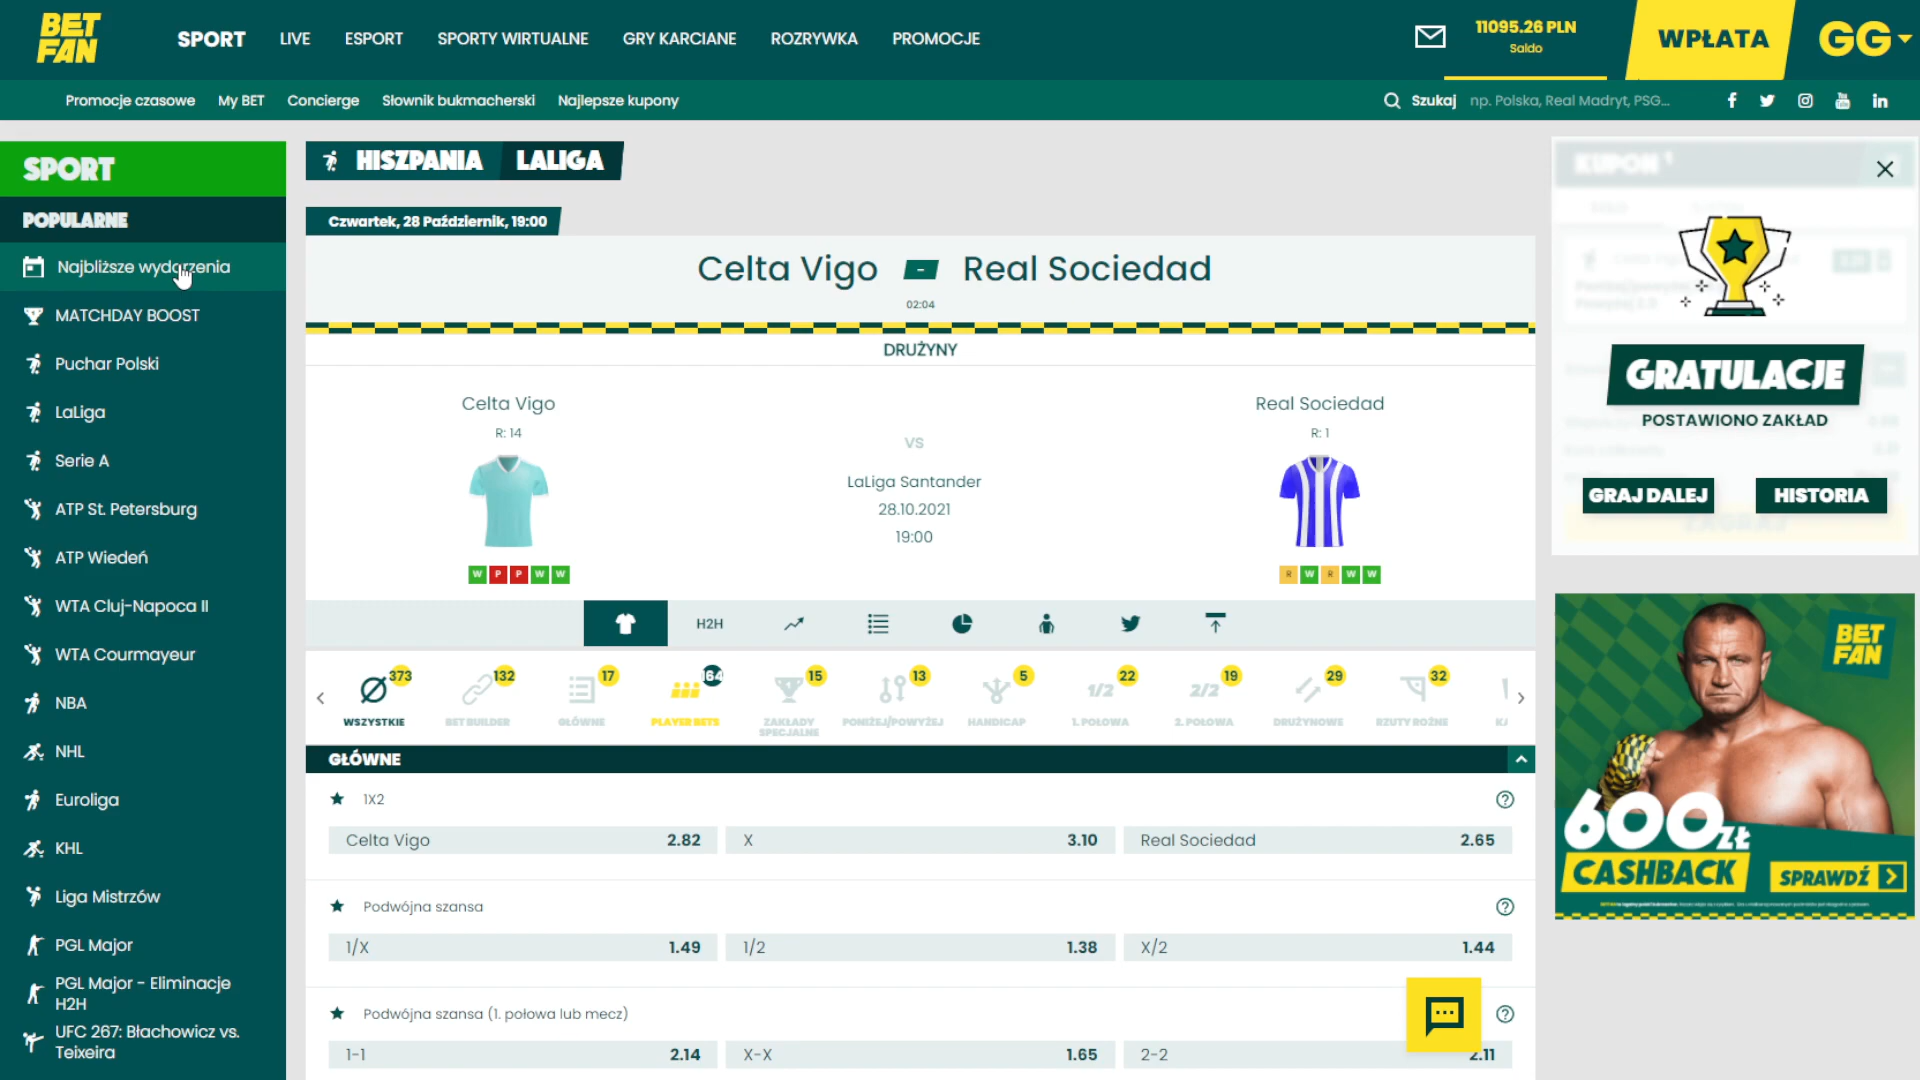 BET FAN
SPORT LIVE ESPORT SPORTY WIRTUALNE GRY KARCIANE ROZRYWKA PROMOCJE
11095.26 PLN
Saldo
WPŁATA
GG
Promocje czasowe My BET Concierge Słownik bukmacherski Najlepsze kupony
Szukaj np. Polska, Real Madryt, PSG...
SPORT
POPULARNE
Najbliższe wydarzenia
MATCHDAY BOOST
Puchar Polski
LaLiga
Serie A
ATP St. Petersburg
ATP Wiedeń
WTA Cluj-Napoca II
WTA Courmayeur
NBA
NHL
Euroliga
KHL
Liga Mistrzów
PGL Major
PGL Major - Eliminacje
H2H
UFC 267: Błachowicz vs.
Teixeira
HISZPANIA LALIGA
Czwartek, 28 Październik, 19:00
Celta Vigo - Real Sociedad
02:04
DRUŻYNY
Celta Vigo
R: 14
W P P W W
VS
LaLiga Santander
28.10.2021
19:00
Real Sociedad
R: 1
R W R W W
H2H
373 132 17 164 15 13 5 22 19 29 32
1/2 2/2
WSZYSTKIE BET BUILDER GŁÓWNE PLAYER BETS ZAKŁADY SPECJALNE PONIŻEJ/POWYŻEJ HANDICAP 1. POŁOWA 2. POŁOWA DRUŻYNOWE RZUTY ROŻNE
GŁÓWNE
1X2
Celta Vigo 2.82 X 3.10 Real Sociedad 2.65
Podwójna szansa
1/X 1.49 1/2 1.38 X/2 1.44
Podwójna szansa (1. połowa lub mecz)
1-1 2.14 X-X 1.65 2-2 2.11
KUPON 1
GRATULACJE
POSTAWIONO ZAKŁAD
GRAJ DALEJ HISTORIA
ZAGRAJ
BET FAN
600zł
CASHBACK
SPRAWDŹ